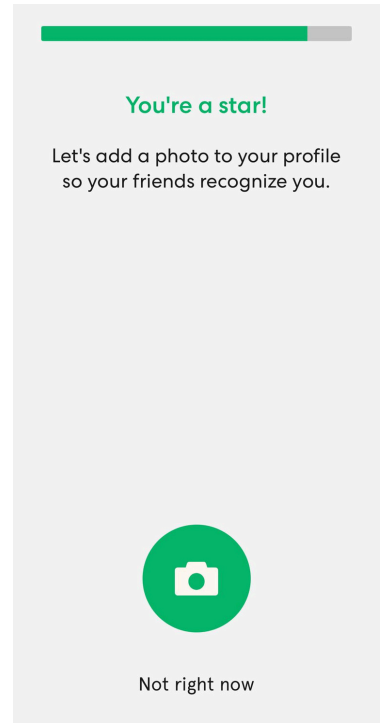 You're a star!
Let's add a photo to your profile
so your friends recognize you.
Not right now